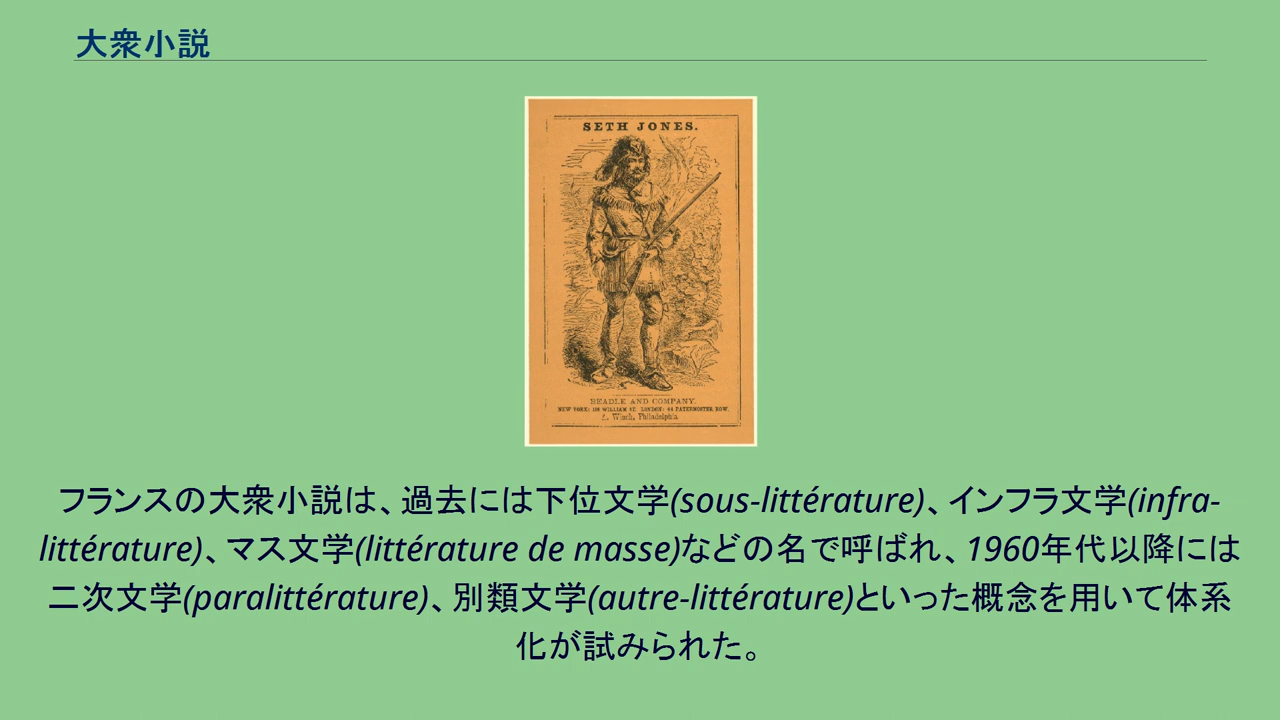 大衆小説
SETH JONES.
BEADLE AND COMPANY.
NEW YORK: 118 WILLIAM ST. LONDON: 44 PATERNOSTER ROW.
Winch, Philadelphia
フランスの大衆小説は、過去には下位文学(sous-littérature)、インフラ文学(infra-
littérature)、マス文学(littérature de masse)などの名で呼ばれ、1960年代以降には
二次文学(paralittérature)、別類文学(autre-littérature)といった概念を用いて体系
化が試みられた。